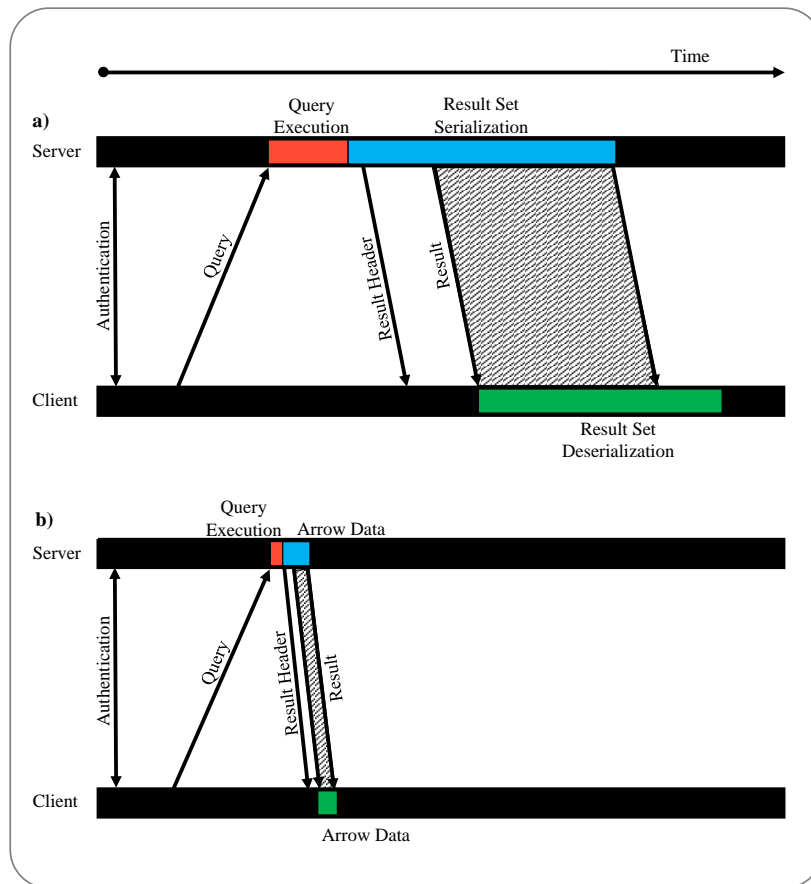 Time
a)
Query
Execution
Result Set
Serialization
Server
Authentication
Query
Result Header
Result
Client
Result Set
Deserialization
b)
Query
Execution
Arrow Data
Server
Authentication
Query
Result Header
Result
Client
Arrow Data